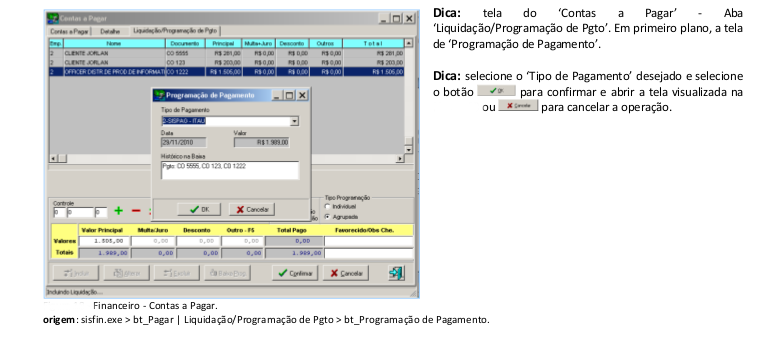 Contas a Pagar
Contas a Pagar Detalhe Liquidação/Programação de Pgto
Emp. Nome Documento Principal Multa+Juro Desconto Outros Total
2 CLIENTE JORLAN CO 5555 R$ 281,00 R$ 0,00 R$ 0,00 R$ 0,00 R$ 281,00
2 CLIENTE JORLAN CO 123 R$ 203,00 R$ 0,00 R$ 0,00 R$ 0,00 R$ 203,00
2 OFFICER DISTR DE PROD DE INFORMATI CO 1222 R$ 1.505,00 R$ 0,00 R$ 0,00 R$ 0,00 R$ 1.505,00
Programação de Pagamento
Tipo de Pagamento
2-SISPAG - ITAU
Data Valor
29/11/2010 R$ 1.989,00
Histórico na Baixa
Pgto: CO 5555, CO 123, CO 1222
OK Cancelar
Controle
0 0 0
Tipo Programação
Individual
Agrupada
Valor Principal Multa/Juro Desconto Outro - F5 Total Pago Favorecido/Obs Che.
Valores 1.505,00 0,00 0,00 0,00 0,00
Totais 1.989,00 0,00 0,00 0,00 1.989,00
Incluir Alterar Excluir Baixa/Prog Confirmar Cancelar
Incluindo Liquidação...
Financeiro - Contas a Pagar.
origem: sisfin.exe > bt_Pagar | Liquidação/Programação de Pgto > bt_Programação de Pagamento.
Dica: tela do ‘Contas a Pagar’ - Aba
‘Liquidação/Programação de Pgto’. Em primeiro plano, a tela
de ‘Programação de Pagamento’.
Dica: selecione o ‘Tipo de Pagamento’ desejado e selecione
o botão OK para confirmar e abrir a tela visualizada na
ou Cancelar para cancelar a operação.